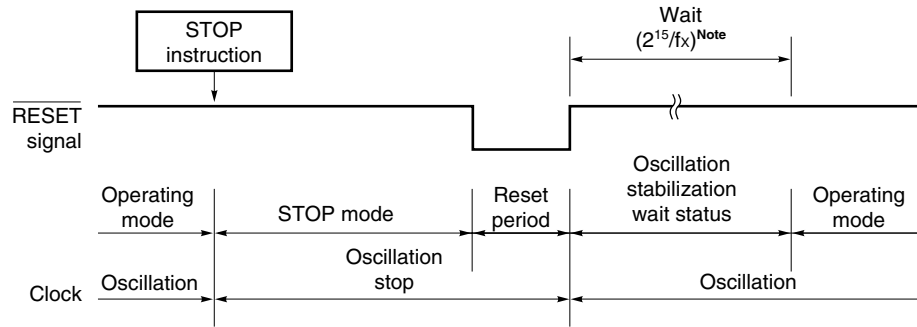 STOP
instruction
Wait
(2¹⁵/fx)Note
RESET
signal
Operating
mode
STOP mode
Reset
period
Oscillation
stabilization
wait status
Operating
mode
Clock
Oscillation
Oscillation
stop
Oscillation